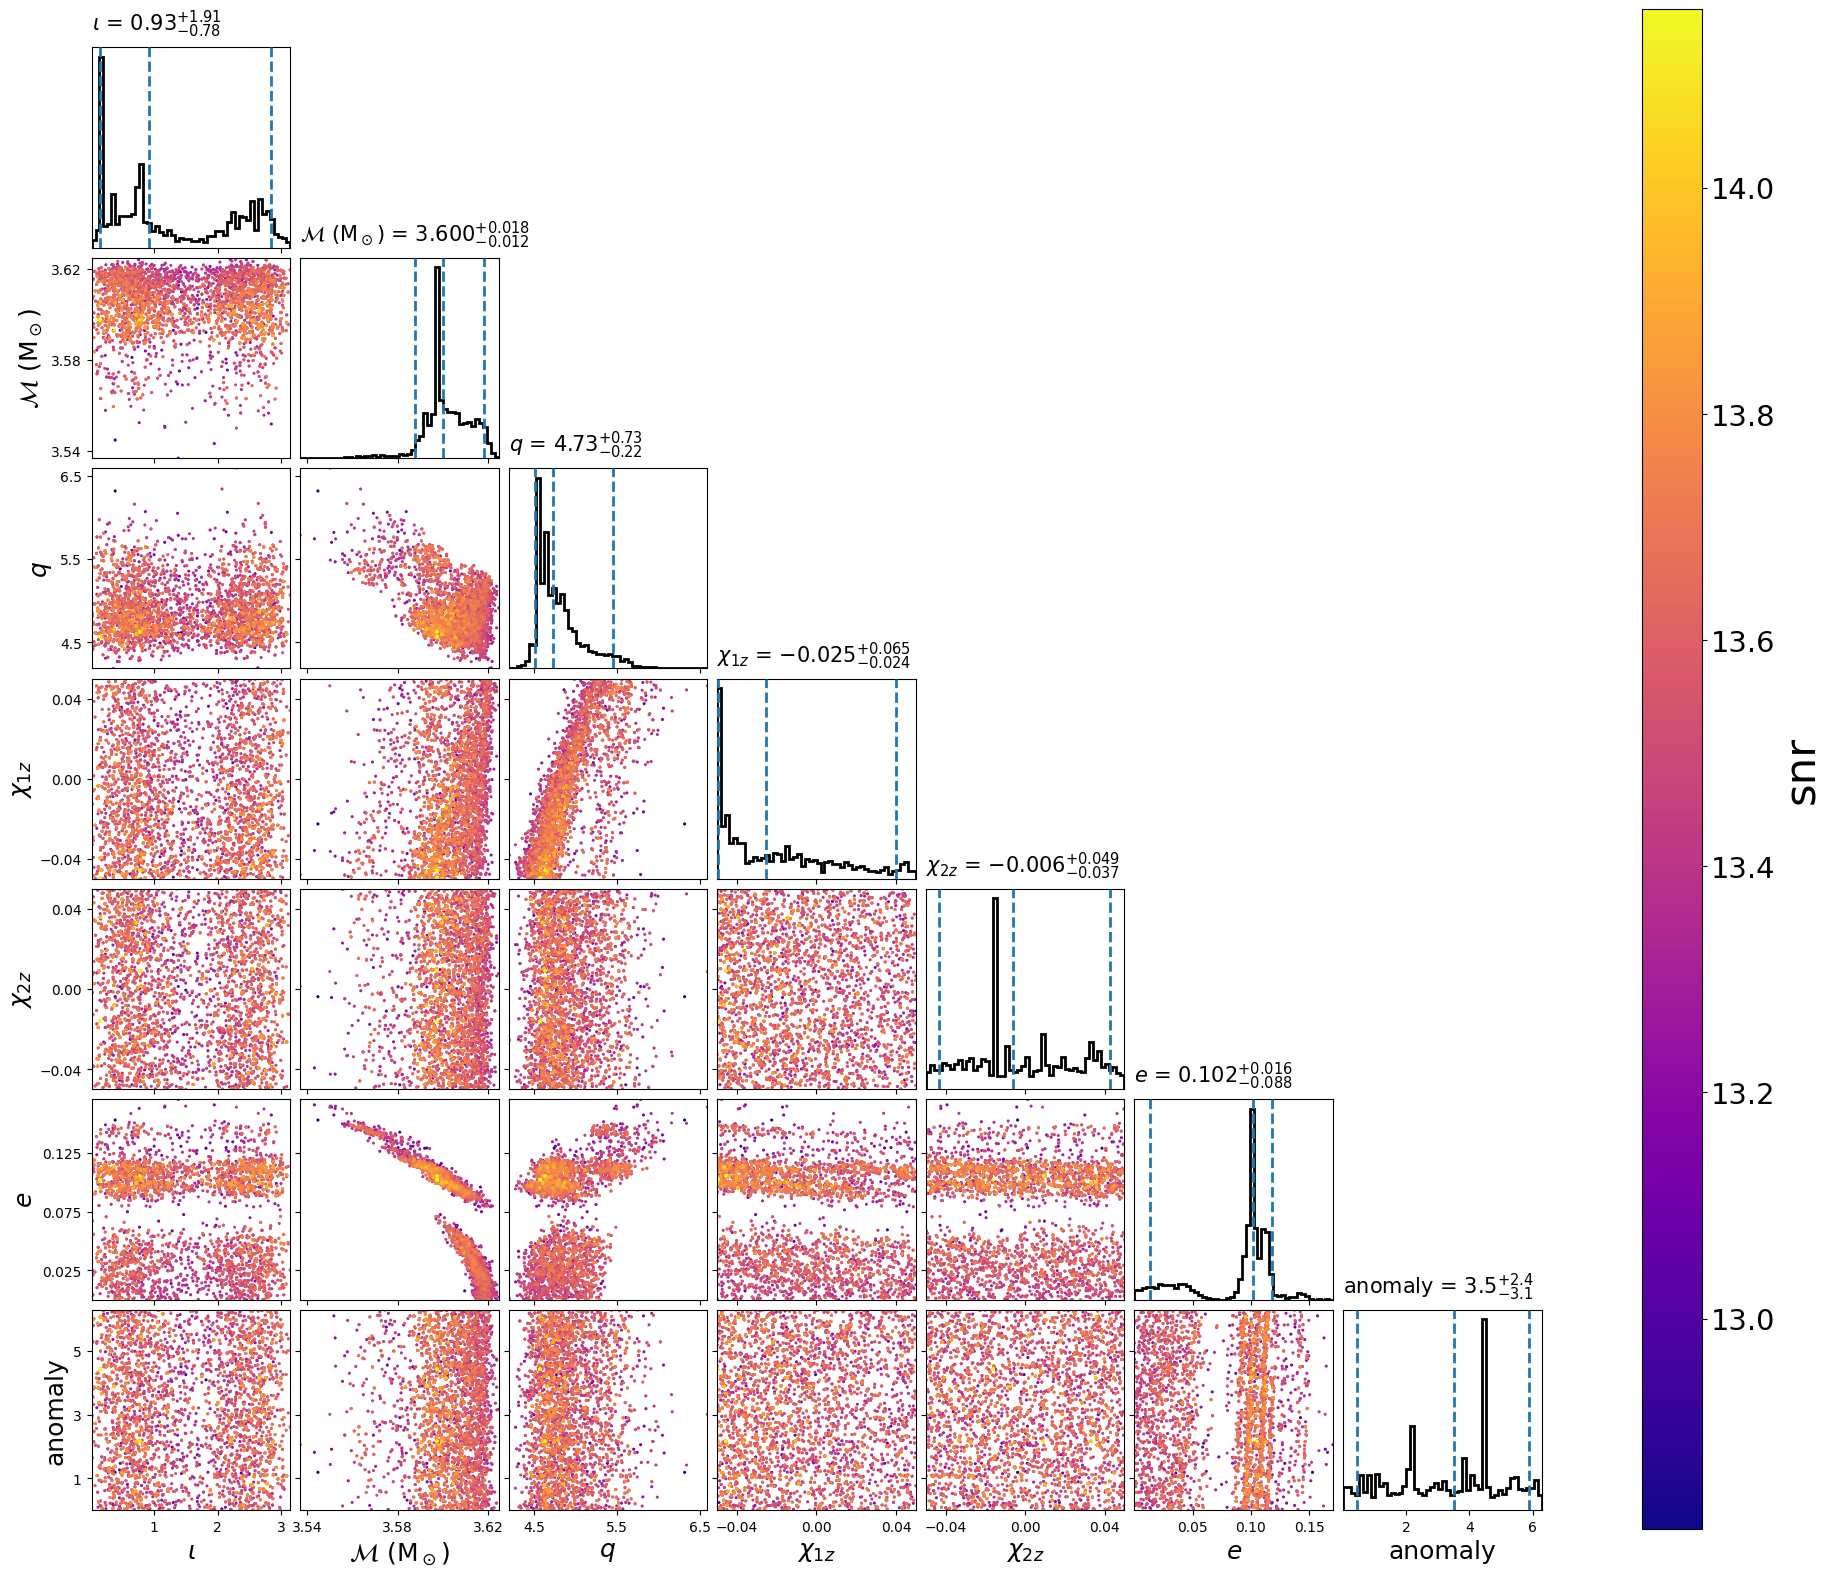 ι = 0.93+1.91−0.78
ℳ (M⊙) = 3.600+0.018−0.012
q = 4.73+0.73−0.22
χ1z = −0.025+0.065−0.024
χ2z = −0.006+0.049−0.037
e = 0.102+0.016−0.088
anomaly = 3.5+2.4−3.1
ℳ (M⊙)
3.62
3.58
3.54
q
6.5
5.5
4.5
χ1z
0.04
0.00
−0.04
χ2z
0.04
0.00
−0.04
e
0.125
0.075
0.025
anomaly
5
3
1
1 2 3
3.54 3.58 3.62
4.5 5.5 6.5
−0.04 0.00 0.04
−0.04 0.00 0.04
0.05 0.10 0.15
2 4 6
ι
ℳ (M⊙)
q
χ1z
χ2z
e
anomaly
14.0
13.8
13.6
13.4
13.2
13.0
snr